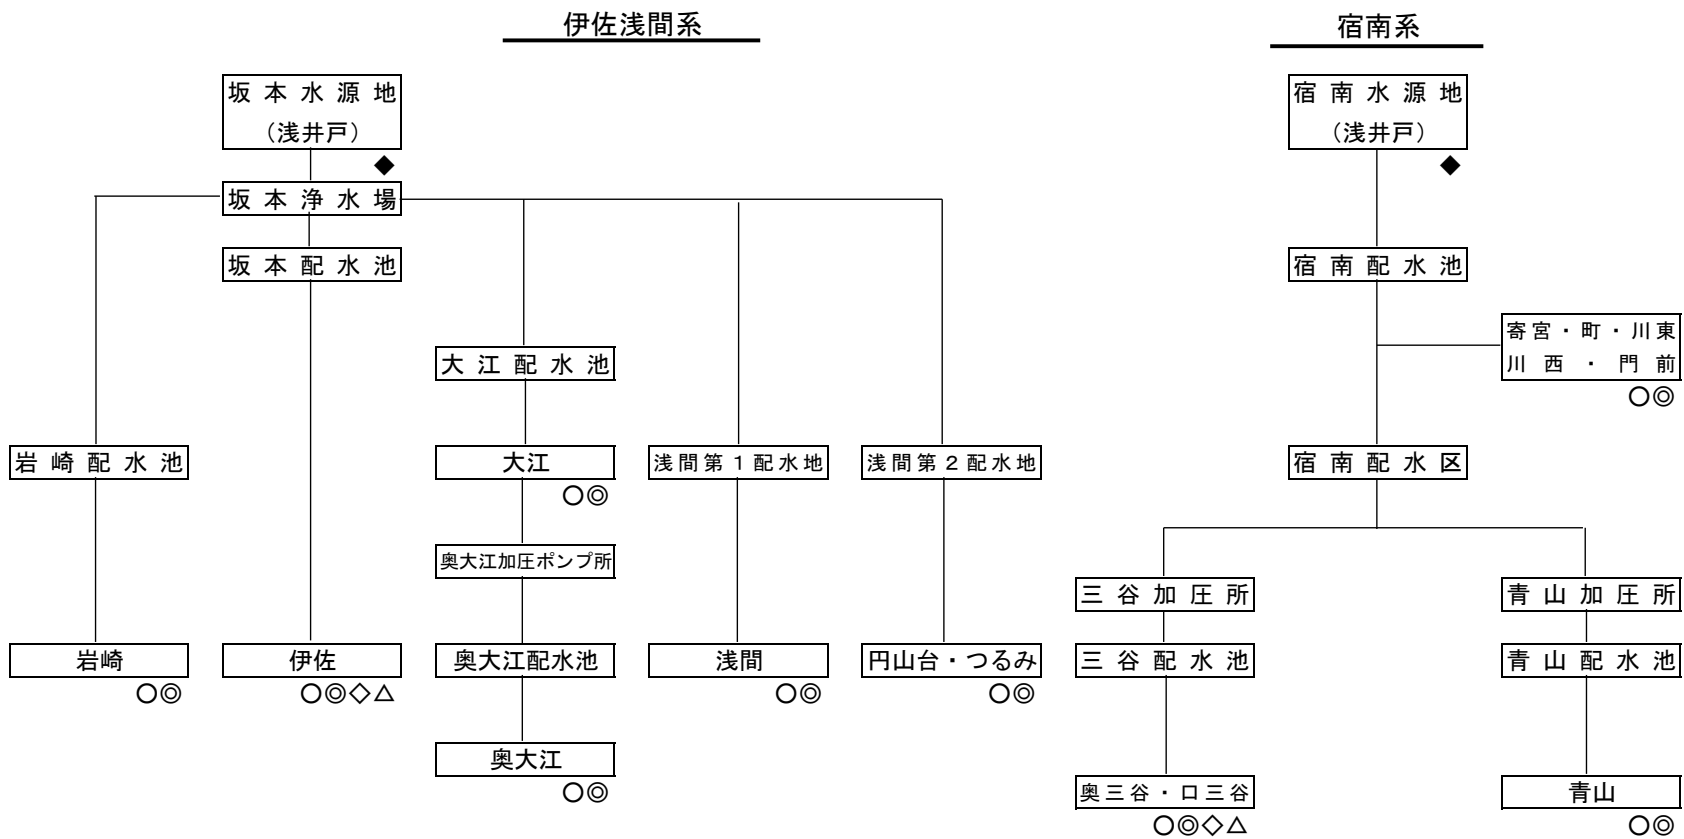 伊佐浅間系
坂本水源地
（浅井戸）
◆
坂本浄水場
坂本配水池
大江配水池
岩崎配水池
大江
浅間第１配水地
浅間第２配水地
○◎
奥大江加圧ポンプ所
岩崎
伊佐
奥大江配水池
浅間
円山台・つるみ
○◎
○◎◇△
○◎
○◎
奥大江
○◎
宿南系
宿南水源地
（浅井戸）
◆
宿南配水池
寄宮・町・川東
川西・門前
○◎
宿南配水区
三谷加圧所
青山加圧所
三谷配水池
青山配水池
奥三谷・口三谷
青山
○◎◇△
○◎